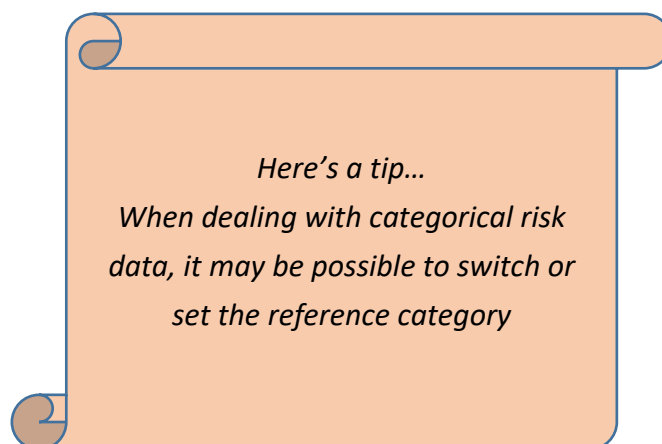 Here’s a tip…
When dealing with categorical risk
data, it may be possible to switch or
set the reference category